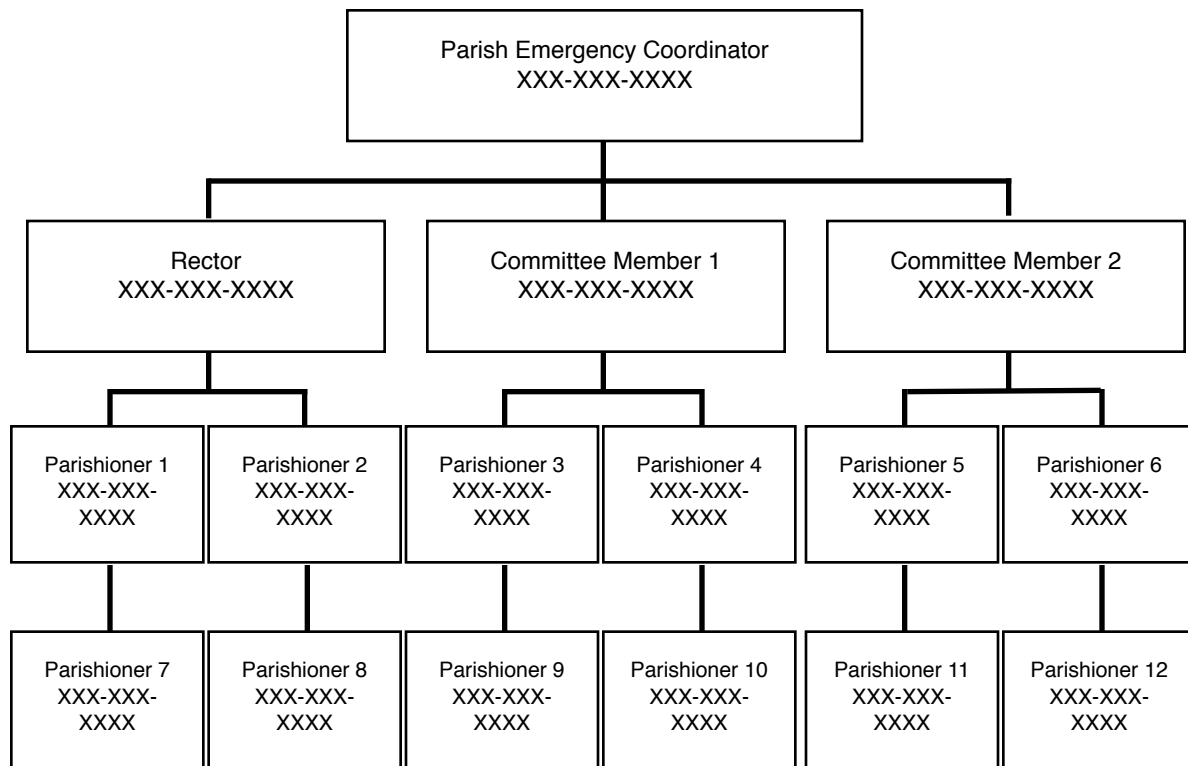 Parish Emergency Coordinator
XXX-XXX-XXXX
Rector
XXX-XXX-XXXX
Committee Member 1
XXX-XXX-XXXX
Committee Member 2
XXX-XXX-XXXX
Parishioner 1
XXX-XXX-
XXXX
Parishioner 2
XXX-XXX-
XXXX
Parishioner 3
XXX-XXX-
XXXX
Parishioner 4
XXX-XXX-
XXXX
Parishioner 5
XXX-XXX-
XXXX
Parishioner 6
XXX-XXX-
XXXX
Parishioner 7
XXX-XXX-
XXXX
Parishioner 8
XXX-XXX-
XXXX
Parishioner 9
XXX-XXX-
XXXX
Parishioner 10
XXX-XXX-
XXXX
Parishioner 11
XXX-XXX-
XXXX
Parishioner 12
XXX-XXX-
XXXX